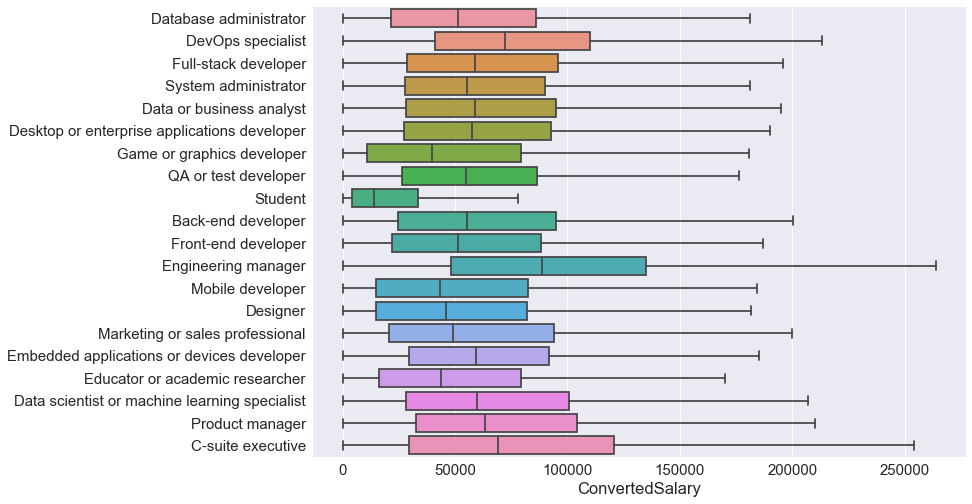 Database administrator
DevOps specialist
Full-stack developer
System administrator
Data or business analyst
Desktop or enterprise applications developer
Game or graphics developer
QA or test developer
Student
Back-end developer
Front-end developer
Engineering manager
Mobile developer
Designer
Marketing or sales professional
Embedded applications or devices developer
Educator or academic researcher
Data scientist or machine learning specialist
Product manager
C-suite executive
0 50000 100000 150000 200000 250000
ConvertedSalary